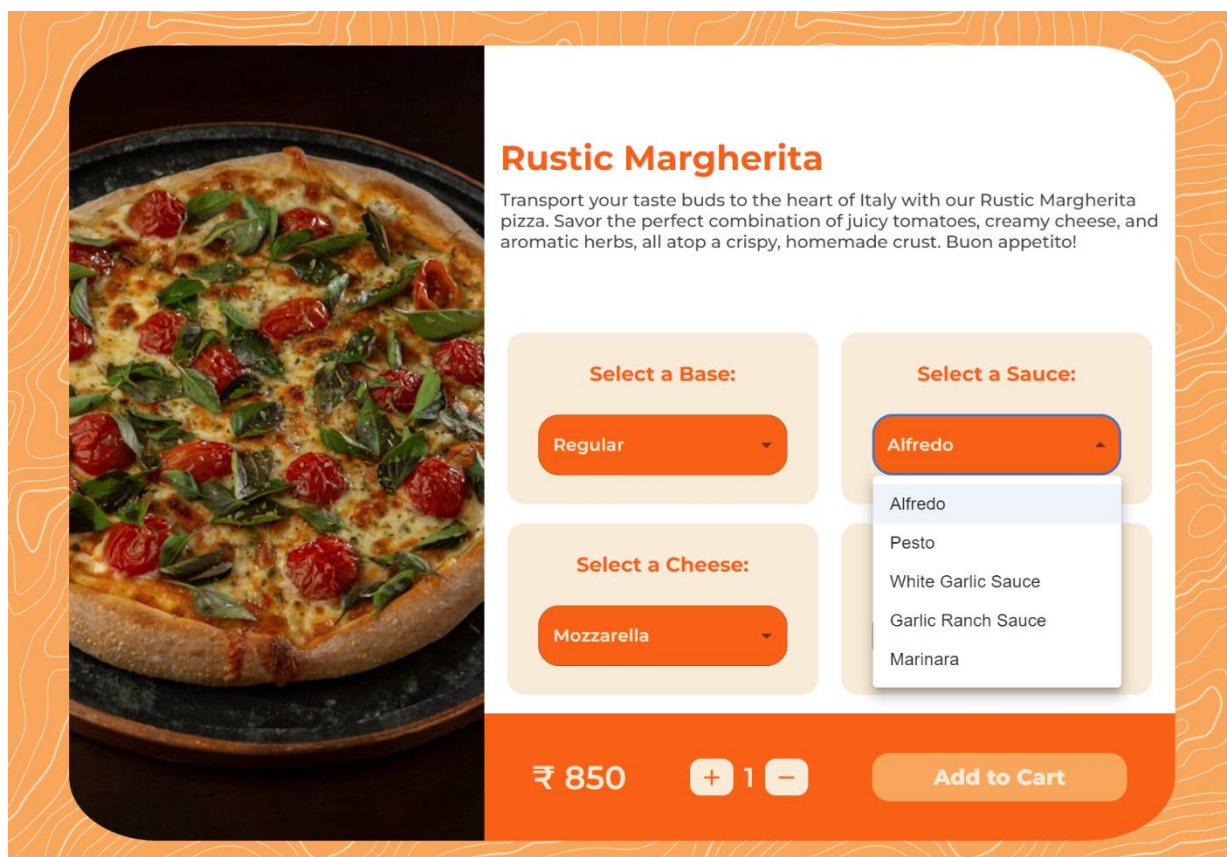 Rustic Margherita
Transport your taste buds to the heart of Italy with our Rustic Margherita
pizza. Savor the perfect combination of juicy tomatoes, creamy cheese, and
aromatic herbs, all atop a crispy, homemade crust. Buon appetito!
Select a Base:
Regular
Select a Sauce:
Alfredo
Alfredo
Pesto
White Garlic Sauce
Garlic Ranch Sauce
Marinara
Select a Cheese:
Mozzarella
₹ 850
+ 1 −
Add to Cart